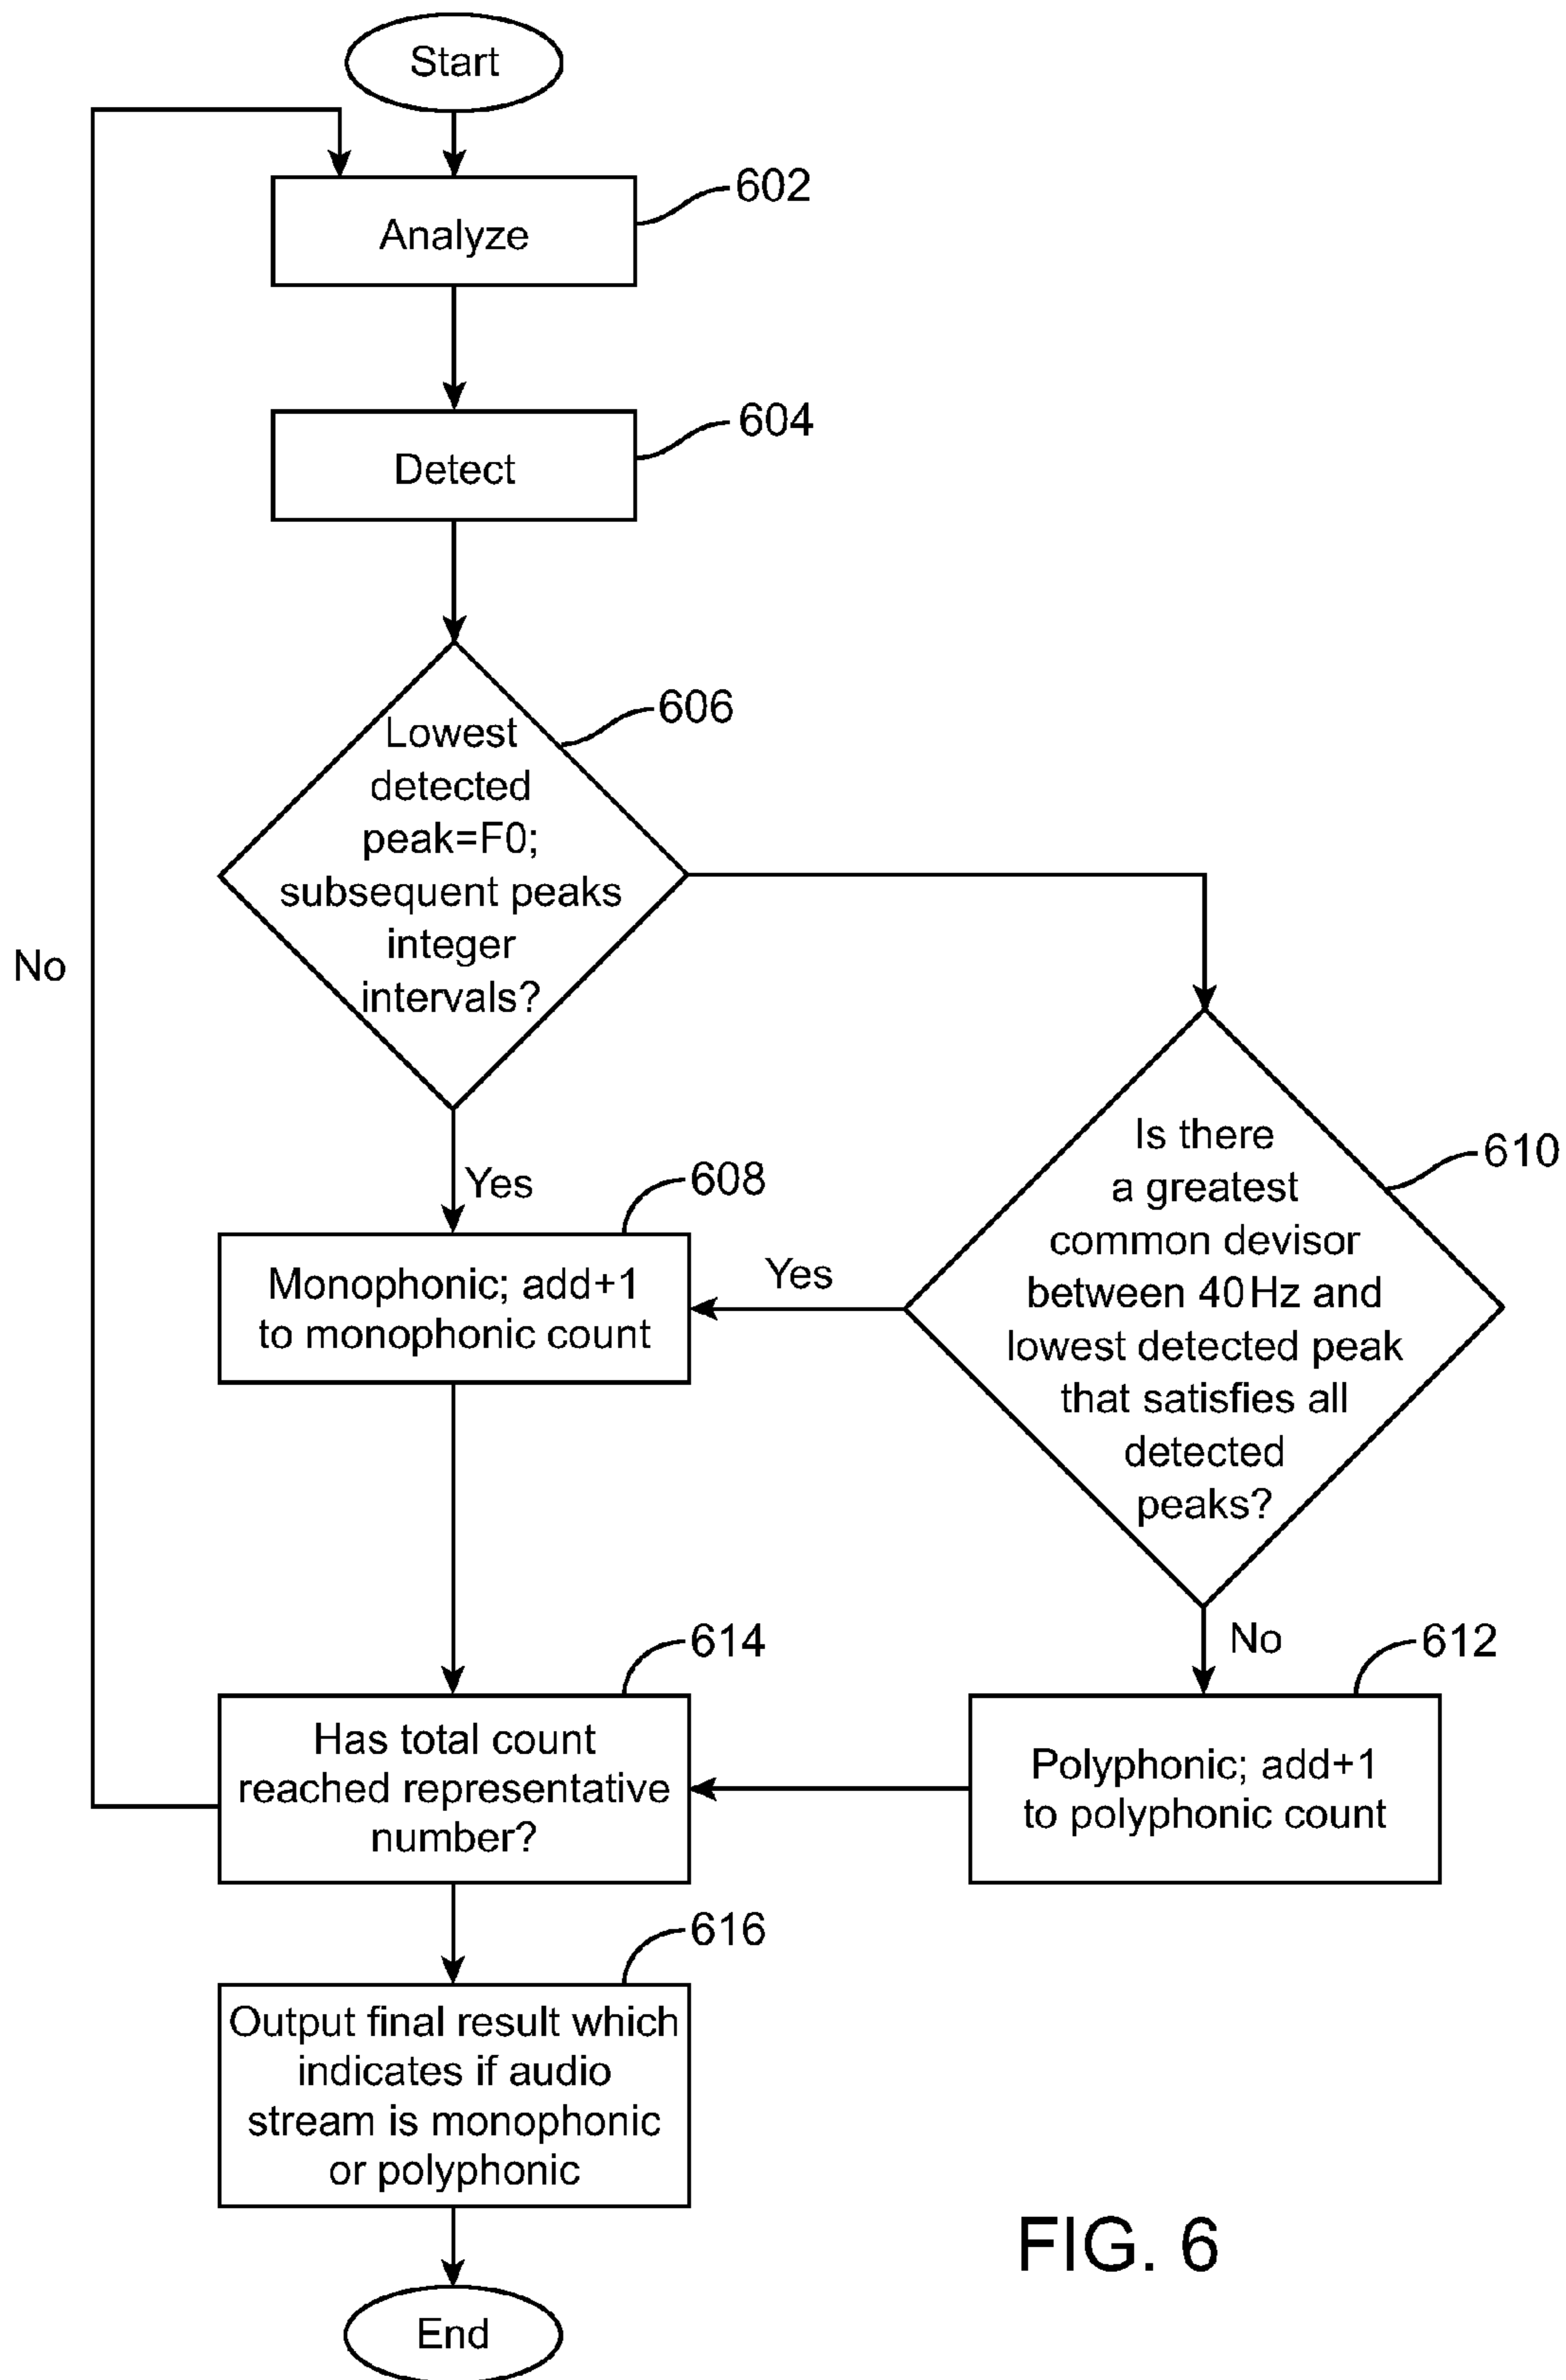 Start
602
Analyze
604
Detect
606
Lowest
detected
peak=F0;
subsequent peaks
integer
intervals?
No
Yes
608
Monophonic; add+1
to monophonic count
Yes
610
Is there
a greatest
common devisor
between 40 Hz and
lowest detected peak
that satisfies all
detected
peaks?
No
612
Polyphonic; add+1
to polyphonic count
614
Has total count
reached representative
number?
616
Output final result which
indicates if audio
stream is monophonic
or polyphonic
End
FIG. 6